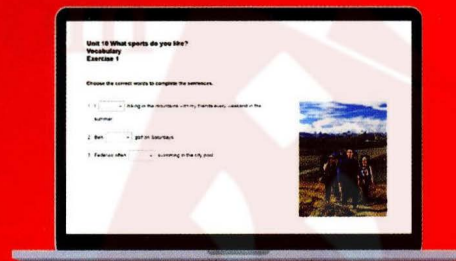 Unit 10 What sports do you like?
Vocabulary
Exercise 1
Choose the correct words to complete the sentences.
1 I hiking in the mountains with my friends every weekend in the
summer
2 Ben golf on Saturdays
3 Federico often swimming in the city pool